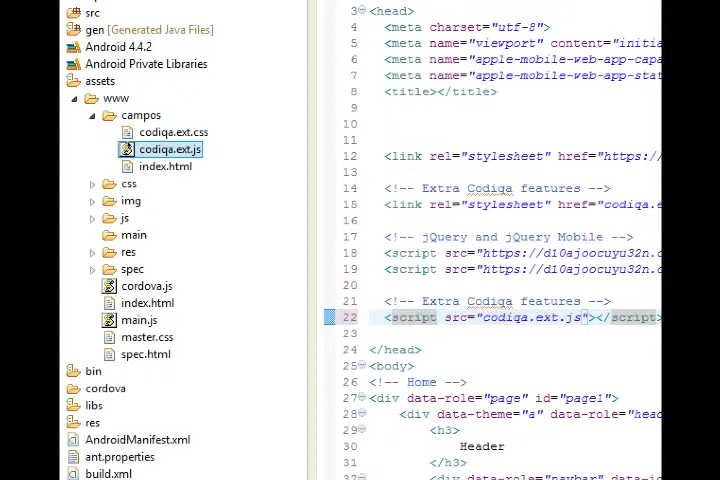 src
gen [Generated Java Files]
Android 4.4.2
Android Private Libraries
assets
www
campos
codiqa.ext.css
codiqa.ext.js
index.html
css
img
js
main
res
spec
cordova.js
index.html
main.js
master.css
spec.html
bin
cordova
libs
res
AndroidManifest.xml
ant.properties
build.xml
3 <head>
4 <meta charset="utf-8">
5 <meta name="viewport" content="initia
6 <meta name="apple-mobile-web-app-capa
7 <meta name="apple-mobile-web-app-stat
8 <title></title>
9
10
11
12 <link rel="stylesheet" href="https:/
13
14 <!-- Extra Codiqa features -->
15 <link rel="stylesheet" href="codiqa.e
16
17 <!-- jQuery and jQuery Mobile -->
18 <script src="https://d10ajoocuyu32n.c
19 <script src="https://d10ajoocuyu32n.c
20
21 <!-- Extra Codiqa features -->
22 <script src="codiqa.ext.js"></script>
23
24 </head>
25 <body>
26 <!-- Home -->
27 <div data-role="page" id="page1">
28 <div data-theme="a" data-role="head
29 <h3>
30 Header
31 </h3>
32 <div data-role="navbar" data-ic